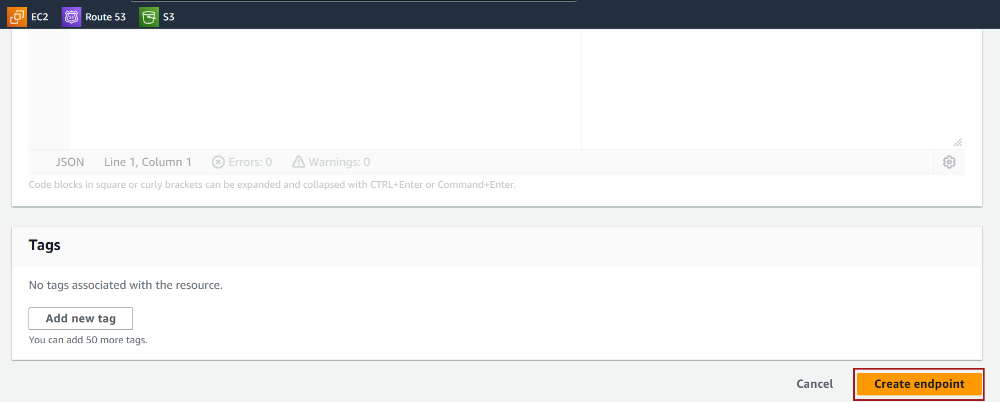 EC2 Route 53 S3
JSON Line 1, Column 1 Errors: 0 Warnings: 0
Code blocks in square or curly brackets can be expanded and collapsed with CTRL+Enter or Command+Enter.
Tags
No tags associated with the resource.
Add new tag
You can add 50 more tags.
Cancel Create endpoint